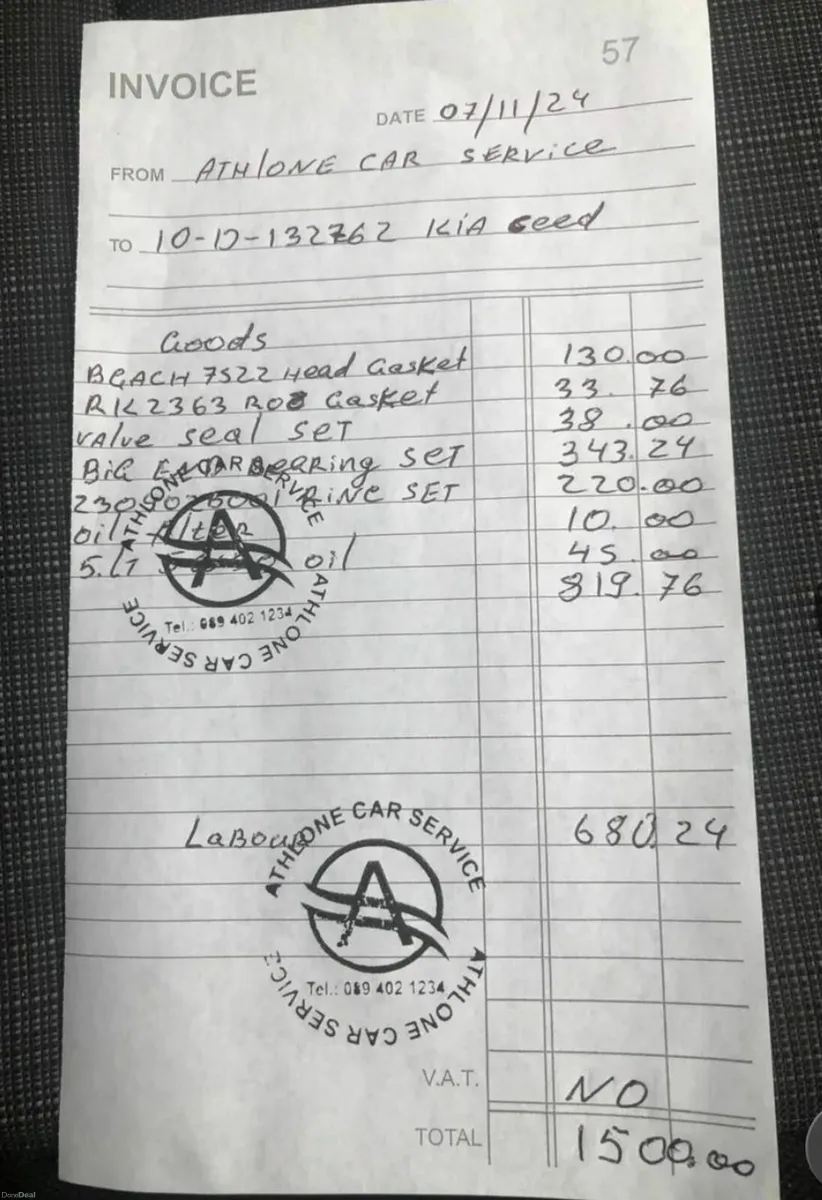 57
INVOICE
DATE 07/11/24
FROM ATHLONE CAR SERVICE
TO 10-D-132762 KIA ceed
Goods
BGACH 7522 Head Gasket 130.00
RK2363 Gasket 33.76
VALVE SEAL SET 38.00
BiG END Bearing SET 343.24
RiNG SET 220.00
oil filter 10.00
5.LT oil 45.00
819.76
ATHLONE CAR SERVICE
Tel.: 089 402 1234
ATHLONE CAR SERVICE
LaBour 680.24
ATHLONE CAR SERVICE
Tel.: 089 402 1234
ATHLONE CAR SERVICE
V.A.T. NO
TOTAL 1500.00
DoneDeal